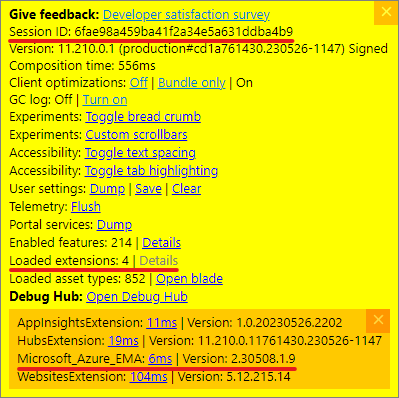 Give feedback: Developer satisfaction survey
Session ID: 6fae98a459ba41f2a34e5a631ddba4b9
Version: 11.210.0.1 (production#cd1a761430.230526-1147) Signed
Composition time: 556ms
Client optimizations: Off | Bundle only | On
GC log: Off | Turn on
Experiments: Toggle bread crumb
Experiments: Custom scrollbars
Accessibility: Toggle text spacing
Accessibility: Toggle tab highlighting
User settings: Dump | Save | Clear
Telemetry: Flush
Portal services: Dump
Enabled features: 214 | Details
Loaded extensions: 4 | Details
Loaded asset types: 852 | Open blade
Debug Hub: Open Debug Hub
AppInsightsExtension: 11ms | Version: 1.0.20230526.2202
HubsExtension: 19ms | Version: 11.210.0.11761430.230526-1147
Microsoft_Azure_EMA: 6ms | Version: 2.30508.1.9
WebsitesExtension: 104ms | Version: 5.12.215.14